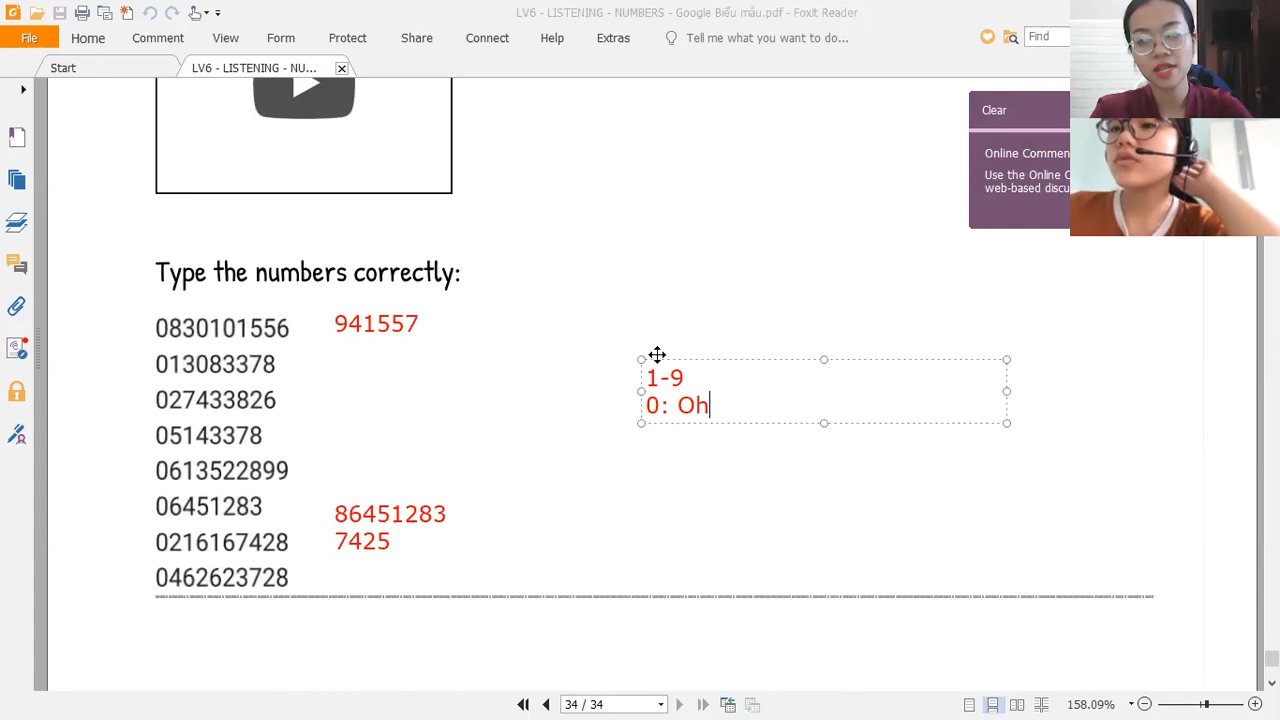 LV6 - LISTENING - NUMBERS - Google Biểu mẫu.pdf - Foxit Reader
File Home Comment View Form Protect Share Connect Help Extras Tell me what you want to do... Find
Start LV6 - LISTENING - NU...
Clear
Online Commen
Use the Online C
web-based discu
Type the numbers correctly:
0830101556 941557
013083378
027433826
05143378
0613522899
06451283 86451283
0216167428 7425
0462623728
1-9
0: Oh
34 / 34 158.09%